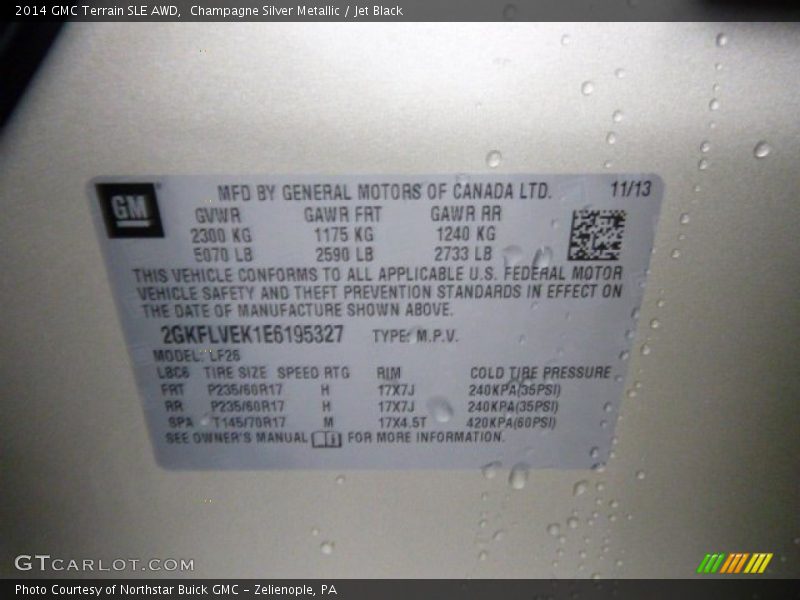 2014 GMC Terrain SLE AWD,  Champagne Silver Metallic / Jet Black
GM
MFD BY GENERAL MOTORS OF CANADA LTD. 11/13
GVWR GAWR FRT GAWR RR
2300 KG 1175 KG 1240 KG
5070 LB 2590 LB 2733 LB
THIS VEHICLE CONFORMS TO ALL APPLICABLE U.S. FEDERAL MOTOR
VEHICLE SAFETY AND THEFT PREVENTION STANDARDS IN EFFECT ON
THE DATE OF MANUFACTURE SHOWN ABOVE.
2GKFLVEK1E6195327 TYPE: M.P.V.
MODEL: LF26
L8C6 TIRE SIZE SPEED RTG RIM COLD TIRE PRESSURE
FRT P235/60R17 H 17X7J 240KPA(35PSI)
RR P235/60R17 H 17X7J 240KPA(35PSI)
SPA T145/70R17 M 17X4.5T 420KPA(60PSI)
SEE OWNER'S MANUAL FOR MORE INFORMATION.
GTCARLOT.COM
Photo Courtesy of Northstar Buick GMC - Zelienople, PA